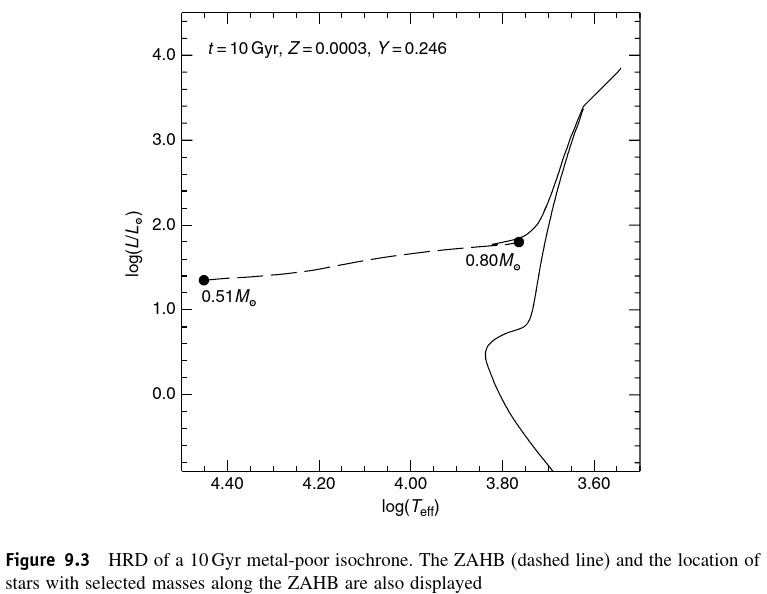 t = 10 Gyr, Z = 0.0003, Y = 0.246
4.0
3.0
2.0
1.0
0.0
log(L/L⊙)
0.80M⊙
0.51M⊙
4.40 4.20 4.00 3.80 3.60
log(Teff)
Figure 9.3 HRD of a 10 Gyr metal-poor isochrone. The ZAHB (dashed line) and the location of
stars with selected masses along the ZAHB are also displayed